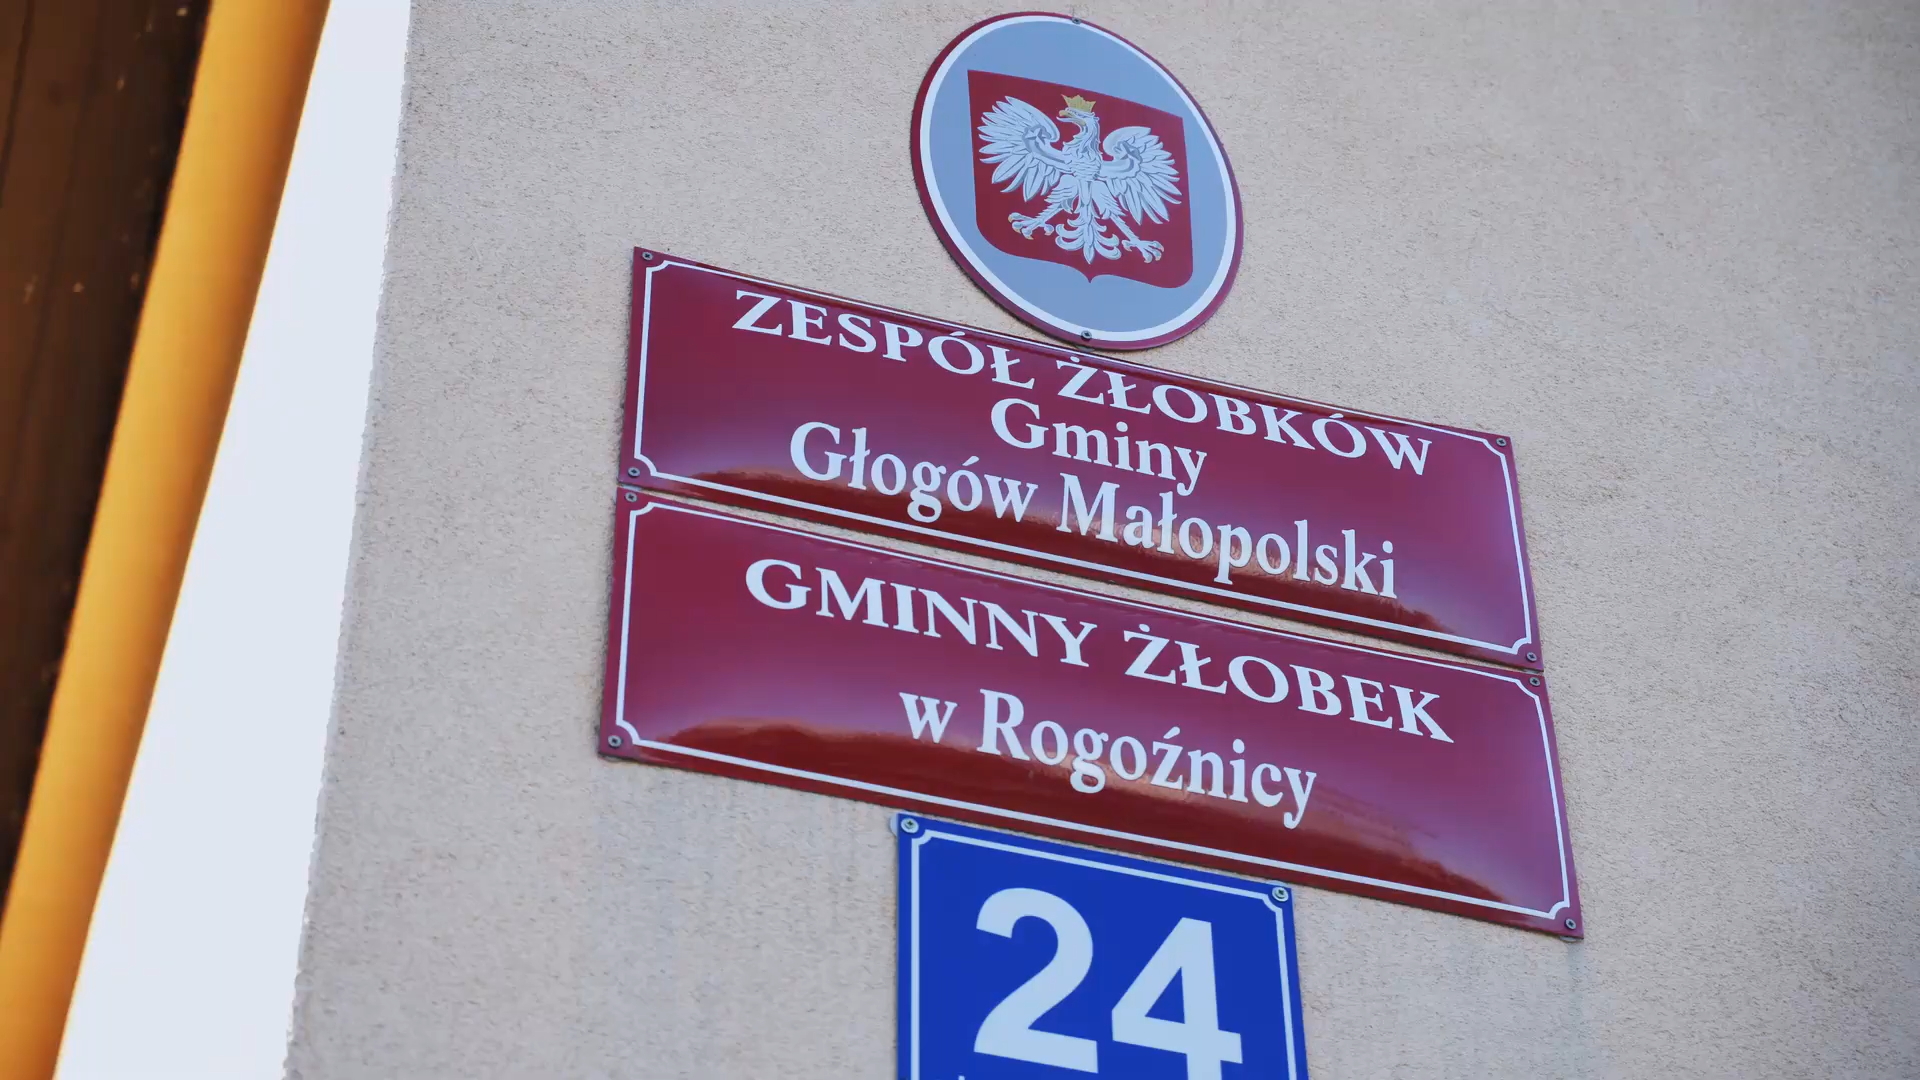 ZESPÓŁ ŻŁOBKÓW
Gminy
Głogów Małopolski
GMINNY ŻŁOBEK
w Rogoźnicy
24